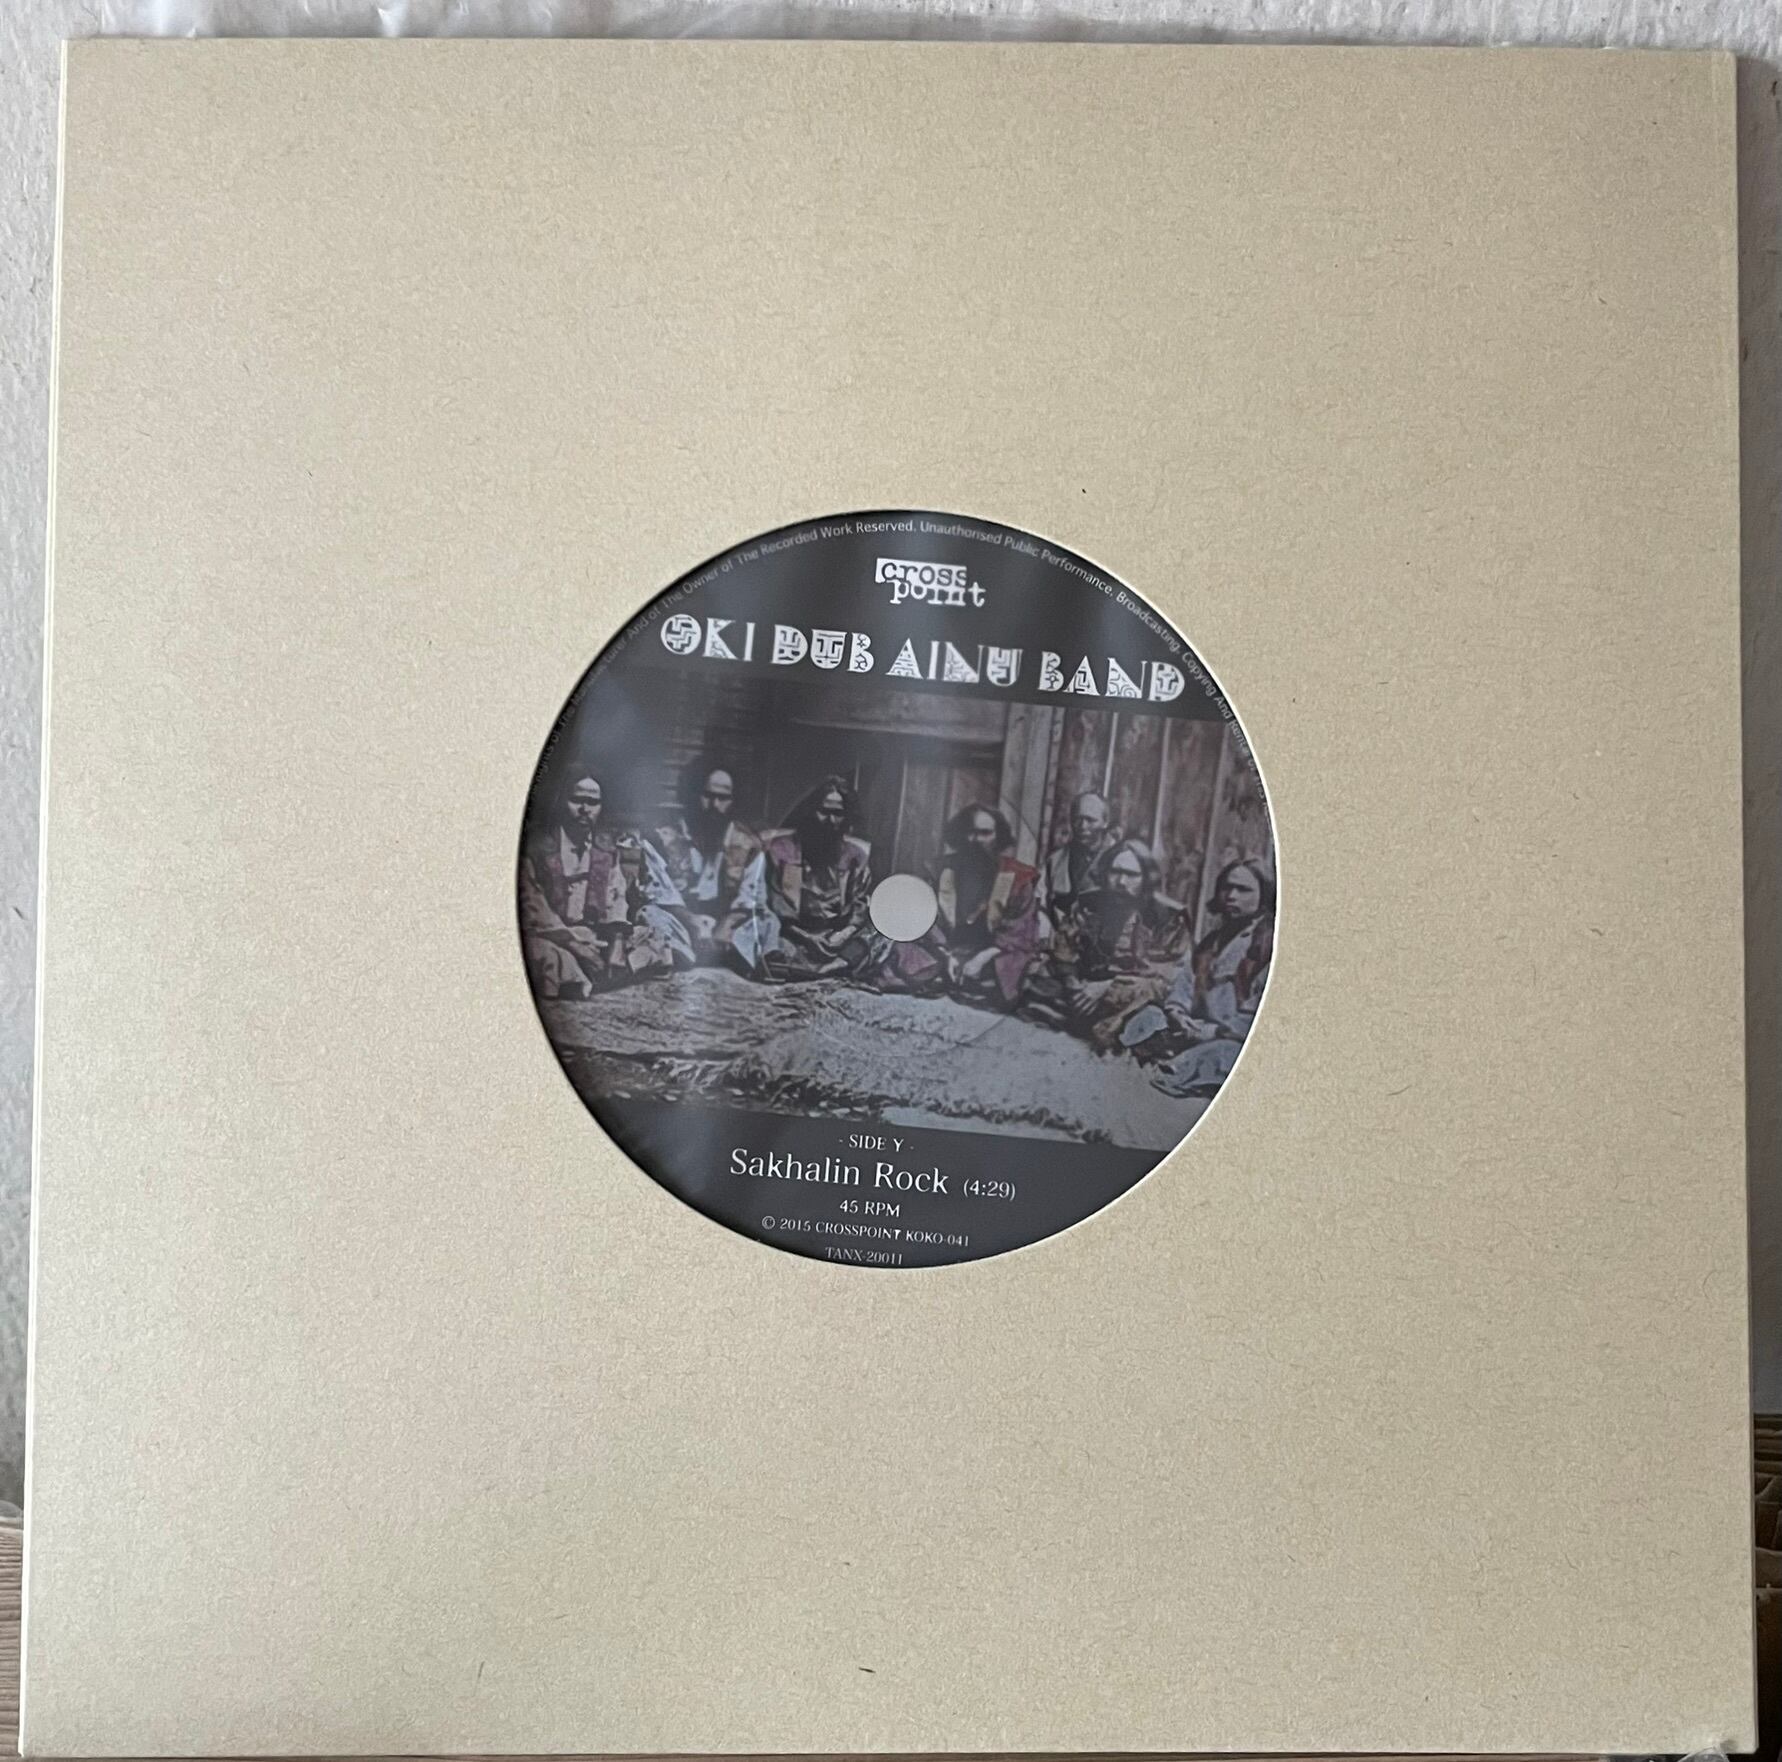 Owner of The Recorded Work Reserved. Unauthorised Public Performance. Broadcasting. Copying And
cross
point
OKI DUB AINU BAND
- SIDE Y -
Sakhalin Rock (4:29)
45 RPM
© 2015 CROSSPOINT KOKO-041
TANX-20011